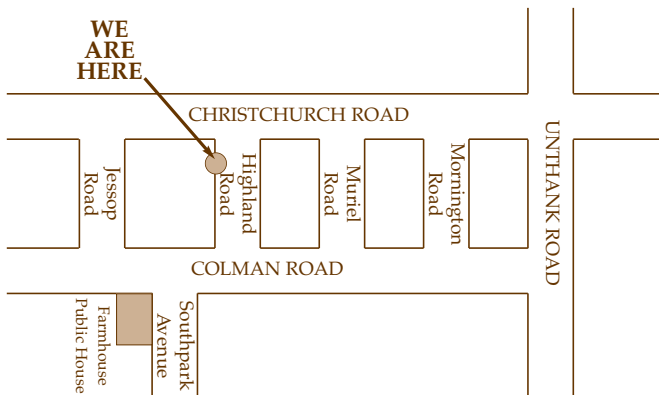 WE
ARE
HERE
CHRISTCHURCH ROAD
Jessop
Road
Highland
Road
Muriel
Road
Mornington
Road
UNTHANK ROAD
COLMAN ROAD
Southpark
Avenue
Farmhouse
Public House